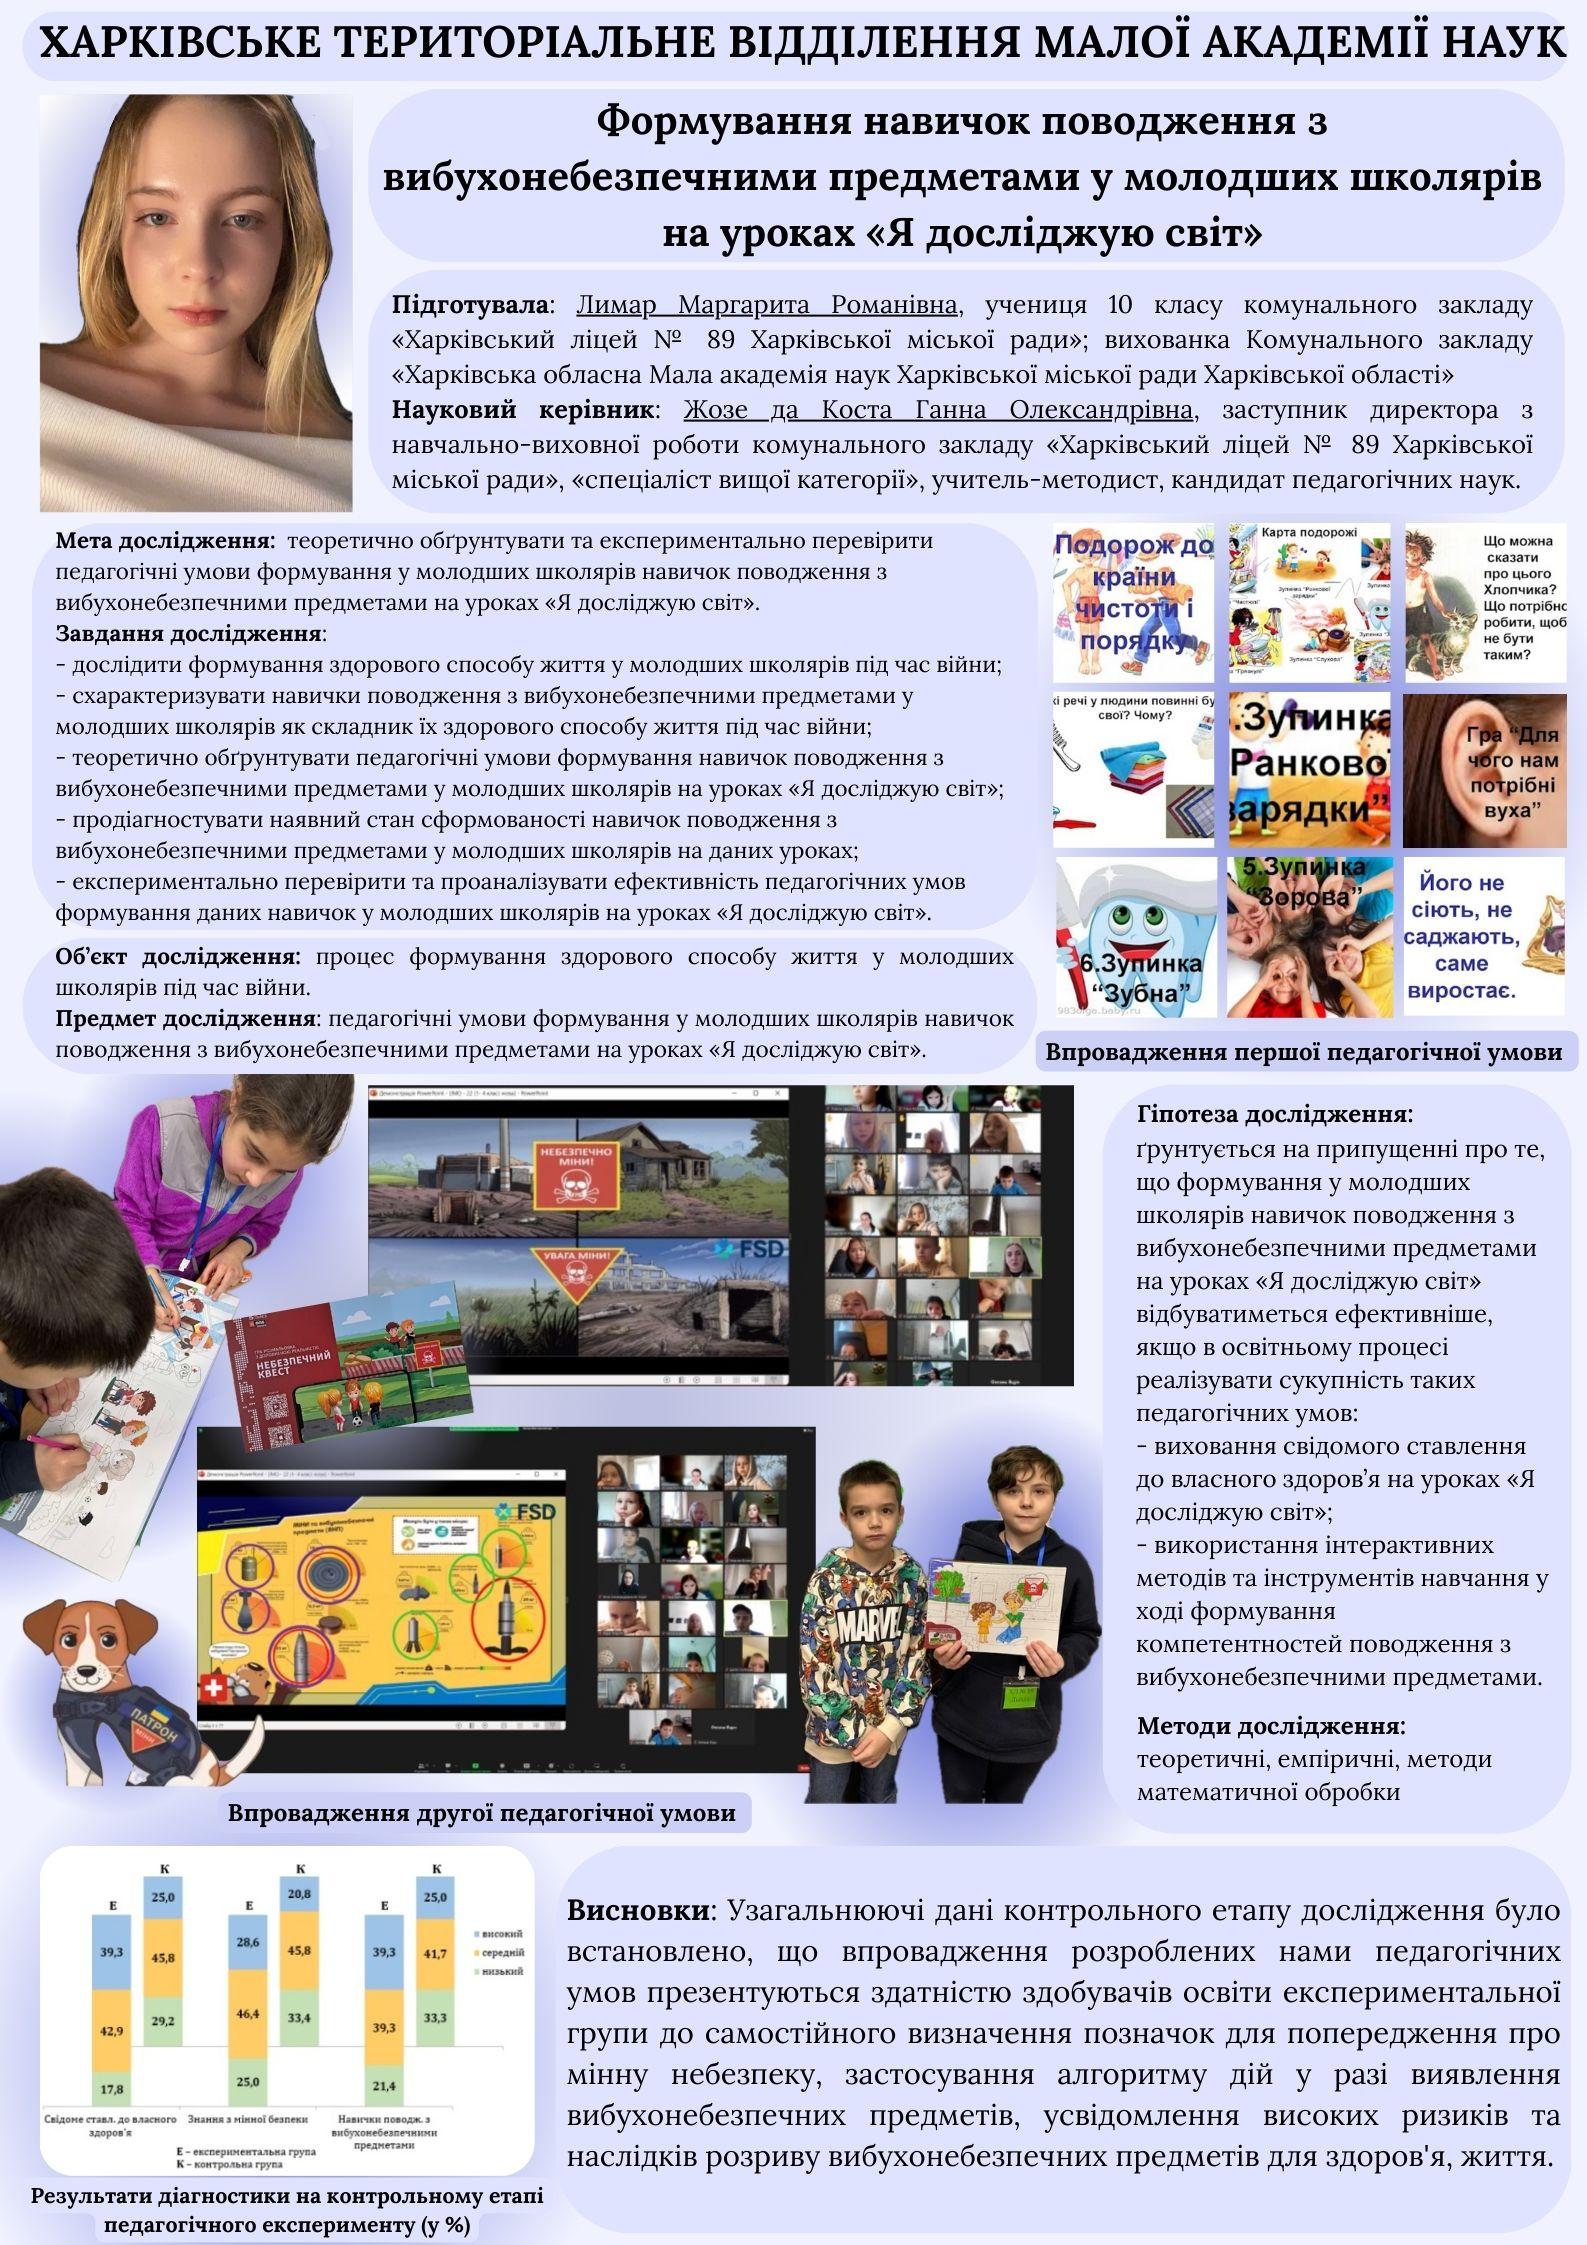 ХАРКІВСЬКЕ ТЕРИТОРІАЛЬНЕ ВІДДІЛЕННЯ МАЛОЇ АКАДЕМІЇ НАУК
Формування навичок поводження з
вибухонебезпечними предметами у молодших школярів
на уроках «Я досліджую світ»
Підготувала: Лимар Маргарита Романівна, учениця 10 класу комунального закладу
«Харківський ліцей № 89 Харківської міської ради»; вихованка Комунального закладу
«Харківська обласна Мала академія наук Харківської міської ради Харківської області»
Науковий керівник: Жозе да Коста Ганна Олександрівна, заступник директора з
навчально-виховної роботи комунального закладу «Харківський ліцей № 89 Харківської
міської ради», «спеціаліст вищої категорії», учитель-методист, кандидат педагогічних наук.
Мета дослідження: теоретично обґрунтувати та експериментально перевірити
педагогічні умови формування у молодших школярів навичок поводження з
вибухонебезпечними предметами на уроках «Я досліджую світ».
Завдання дослідження:
- дослідити формування здорового способу життя у молодших школярів під час війни;
- схарактеризувати навички поводження з вибухонебезпечними предметами у
молодших школярів як складник їх здорового способу життя під час війни;
- теоретично обґрунтувати педагогічні умови формування навичок поводження з
вибухонебезпечними предметами у молодших школярів на уроках «Я досліджую світ»;
- продіагностувати наявний стан сформованості навичок поводження з
вибухонебезпечними предметами у молодших школярів на даних уроках;
- експериментально перевірити та проаналізувати ефективність педагогічних умов
формування даних навичок у молодших школярів на уроках «Я досліджую світ».
Об’єкт дослідження: процес формування здорового способу життя у молодших
школярів під час війни.
Предмет дослідження: педагогічні умови формування у молодших школярів навичок
поводження з вибухонебезпечними предметами на уроках «Я досліджую світ».
Подорож до
країни
чистоти і
порядку
Карта подорожі
Зупинка "Ранкової
зарядки"
Зупинка "Слухова"
Що можна
сказати
про цього
Хлопчика?
Що потрібно
робити, щоб
не бути
таким?
кі речі у людини повинні бу
свої? Чому?
.Зупинка
Ранково
зарядки”
Гра “Для
чого нам
потрібні
вуха”
6.Зупинка
“Зубна”
5.Зупинка
“Зорова”
Його не
сіють, не
саджають,
саме
виростає.
Впровадження першої педагогічної умови
НЕБЕЗПЕЧНО
МІНИ!
УВАГА МІНИ!
FSD
НЕБЕЗПЕЧНИЙ
КВЕСТ
МІНИ та вибухонебезпечні
предмети (ВНП)
FSD
MARVEL
ПАТРОН
Впровадження другої педагогічної умови
Гіпотеза дослідження:
ґрунтується на припущенні про те,
що формування у молодших
школярів навичок поводження з
вибухонебезпечними предметами
на уроках «Я досліджую світ»
відбуватиметься ефективніше,
якщо в освітньому процесі
реалізувати сукупність таких
педагогічних умов:
- виховання свідомого ставлення
до власного здоров’я на уроках «Я
досліджую світ»;
- використання інтерактивних
методів та інструментів навчання у
ході формування
компетентностей поводження з
вибухонебезпечними предметами.
Методи дослідження:
теоретичні, емпіричні, методи
математичної обробки
К К К
Е Е Е
25,0 20,8 25,0
39,3 28,6 39,3
45,8 45,8 41,7
42,9 46,4 39,3
29,2 33,4 33,3
17,8 25,0 21,4
високий
середній
низький
Свідоме ставл. до власного
здоров'я
Знання з мінної безпеки
Навички поводж. з
вибухонебезпечними
предметами
Е – експериментальна група
К – контрольна група
Результати діагностики на контрольному етапі
педагогічного експерименту (у %)
Висновки: Узагальнюючі дані контрольного етапу дослідження було
встановлено, що впровадження розроблених нами педагогічних
умов презентуються здатністю здобувачів освіти експериментальної
групи до самостійного визначення позначок для попередження про
мінну небезпеку, застосування алгоритму дій у разі виявлення
вибухонебезпечних предметів, усвідомлення високих ризиків та
наслідків розриву вибухонебезпечних предметів для здоров'я, життя.